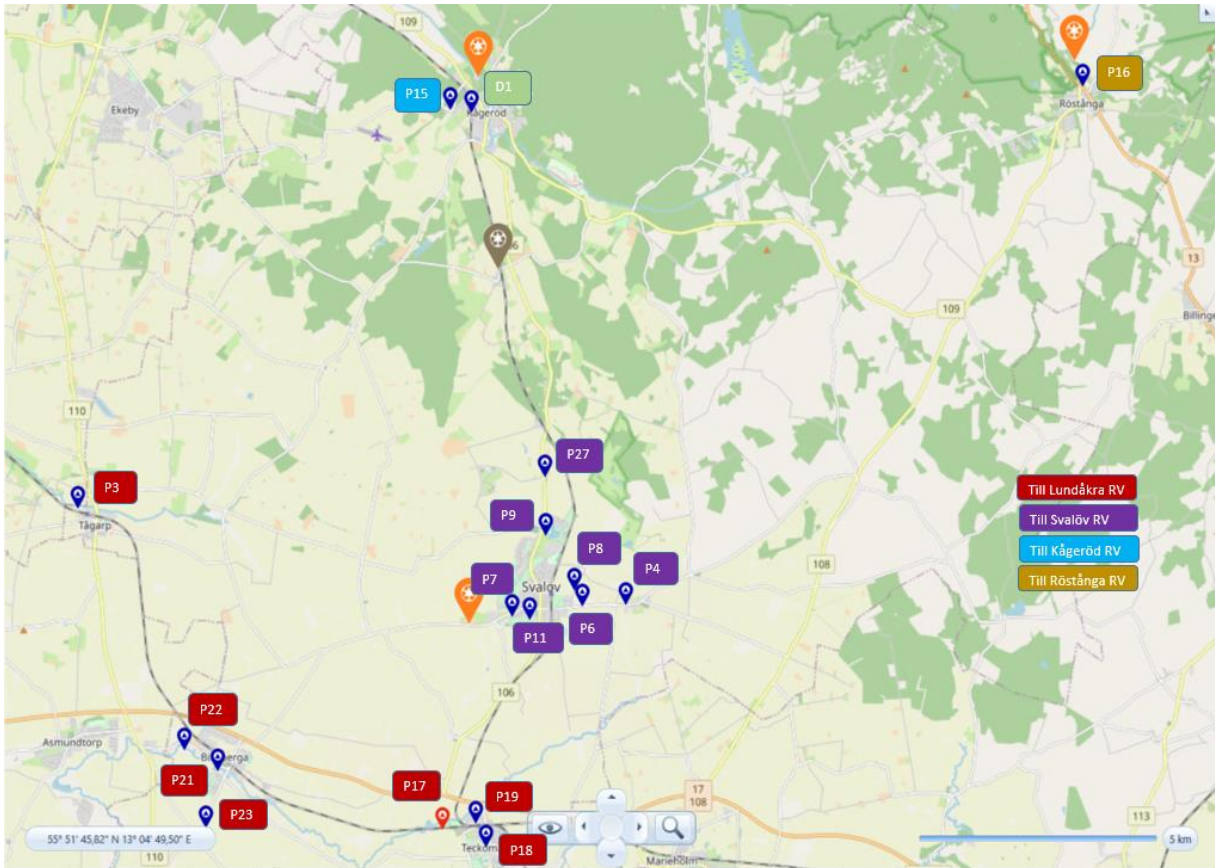 109
P15
D1
P16
Ekeby
Kågeröd
Röstånga
13
109
Billinge
110
P27
P3
Till Lundåkra RV
Tågarp
P9
Till Svalöv RV
P8
Till Kågeröd RV
108
P7
Svalöv
P4
Till Röstånga RV
P11
P6
106
P22
Asmundtorp
P21
P17
P19
17
108
P23
113
55° 51' 45,82" N 13° 04' 49,50" E
5 km
110
P18
Marieholm